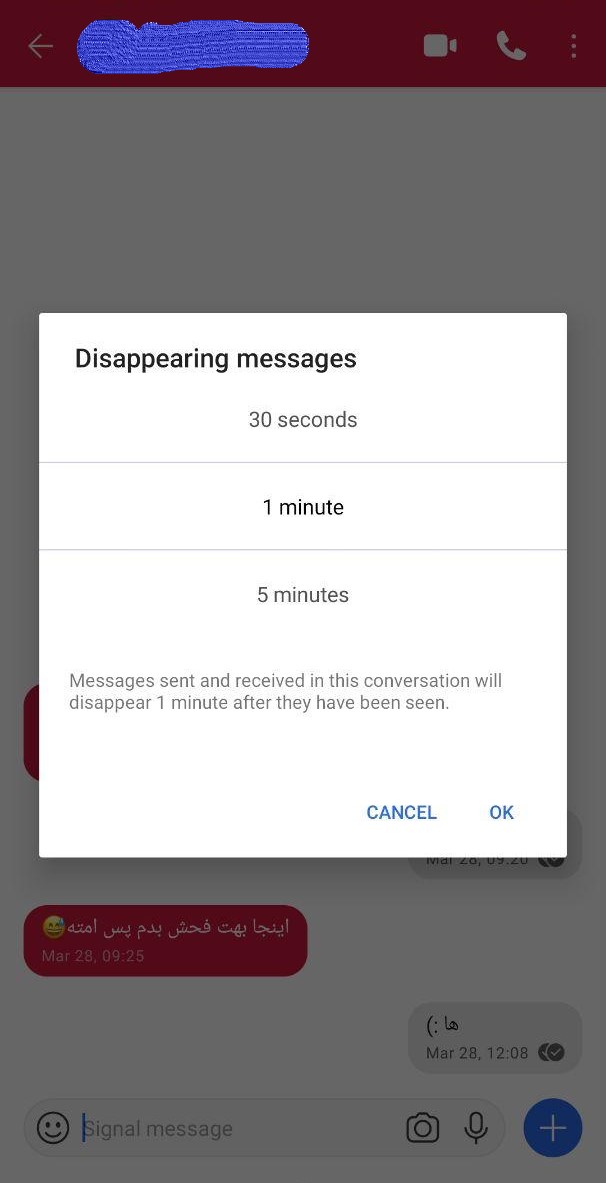 Disappearing messages
30 seconds
1 minute
5 minutes
Messages sent and received in this conversation will
disappear 1 minute after they have been seen.
CANCEL
OK
Mar 28, 09:20
اینجا بهت فحش بدم پس امته😅
Mar 28, 09:25
ها :)
Mar 28, 12:08
Signal message